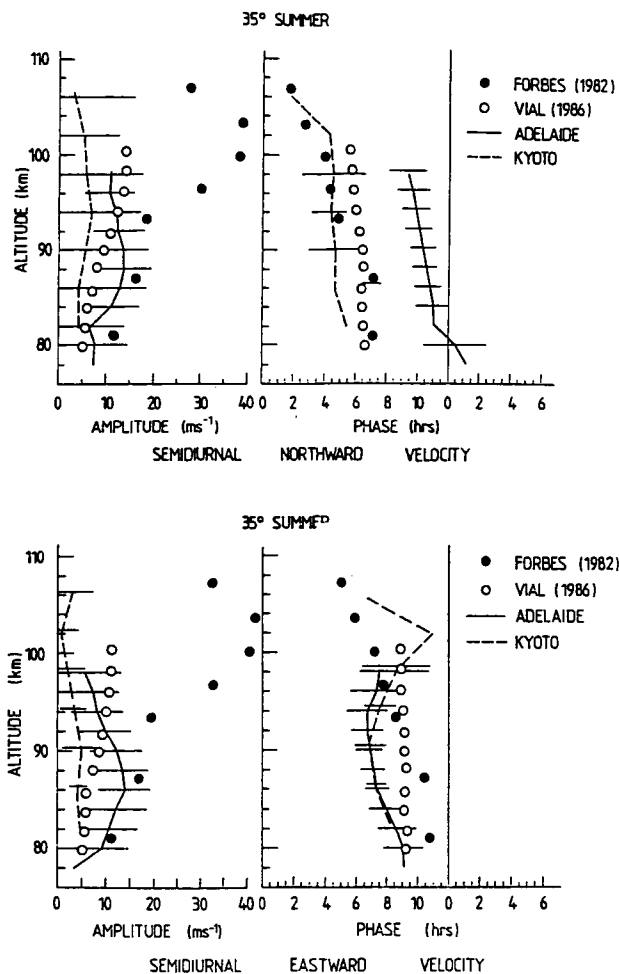 35° SUMMER
110
100
90
80
ALTITUDE (km)
0 10 20 30 40 0 2 4 6 8 10 0 2 4 6
AMPLITUDE (ms⁻¹) PHASE (hrs)
SEMIDIURNAL NORTHWARD VELOCITY
FORBES (1982)
VIAL (1986)
ADELAIDE
KYOTO
35° SUMMER
110
100
90
80
ALTITUDE (km)
0 10 20 30 40 0 2 4 6 8 10 0 2 4 6
AMPLITUDE (ms⁻¹) PHASE (hrs)
SEMIDIURNAL EASTWARD VELOCITY
FORBES (1982)
VIAL (1986)
ADELAIDE
KYOTO